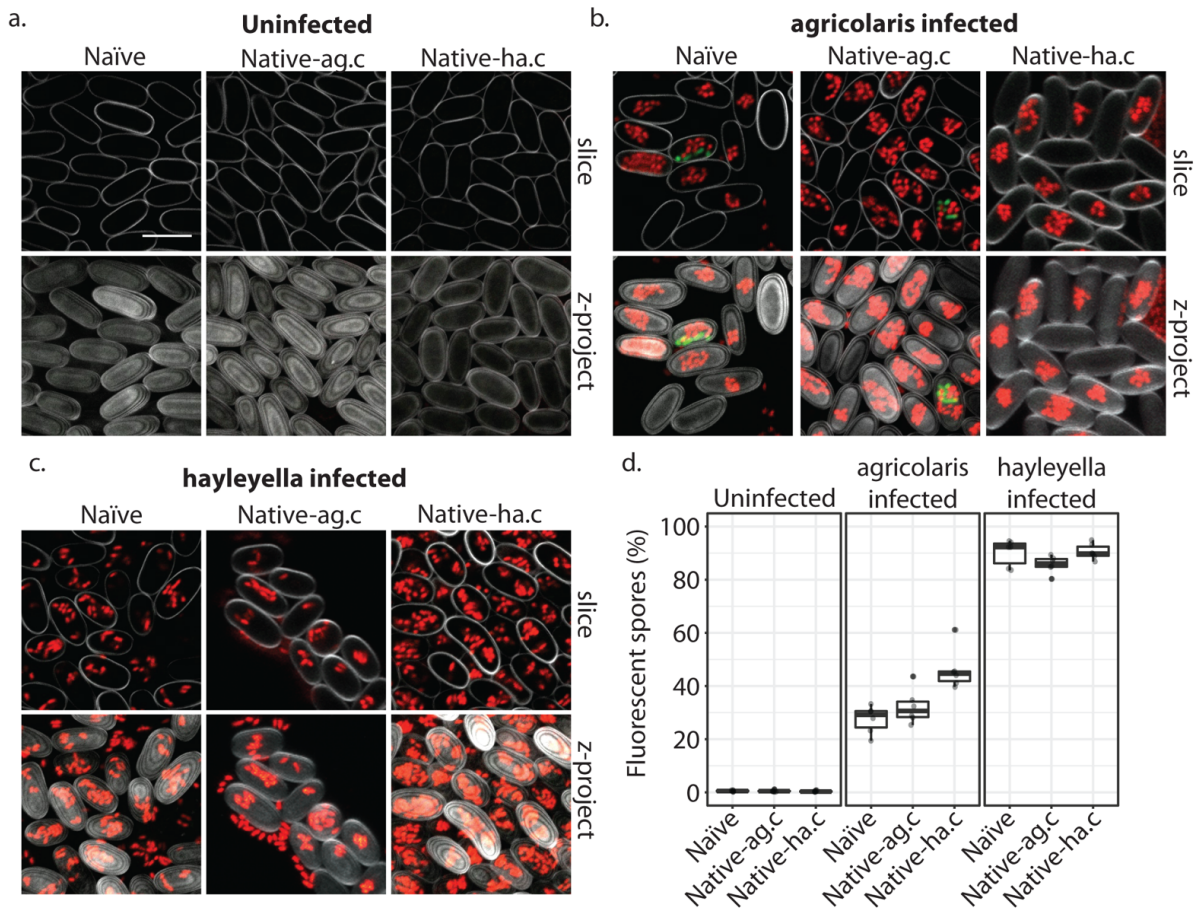 a.
Uninfected
Naïve Native-ag.c Native-ha.c
slice
z-project
b.
agricolaris infected
Naïve Native-ag.c Native-ha.c
slice
z-project
c.
hayleyella infected
Naïve Native-ag.c Native-ha.c
slice
z-project
d.
Uninfected
agricolaris
infected
hayleyella
infected
Fluorescent spores (%)
100
80
60
40
20
0
Naïve
Native-ag.c
Native-ha.c
Naïve
Native-ag.c
Native-ha.c
Naïve
Native-ag.c
Native-ha.c